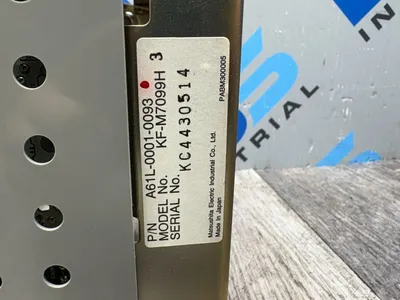 P/N A61L-0001-0093
MODEL No. KF-M7099H 3
SERIAL No. KC4430514
Matsushita Electric Industrial Co., Ltd.
Made In Japan
PABM300005